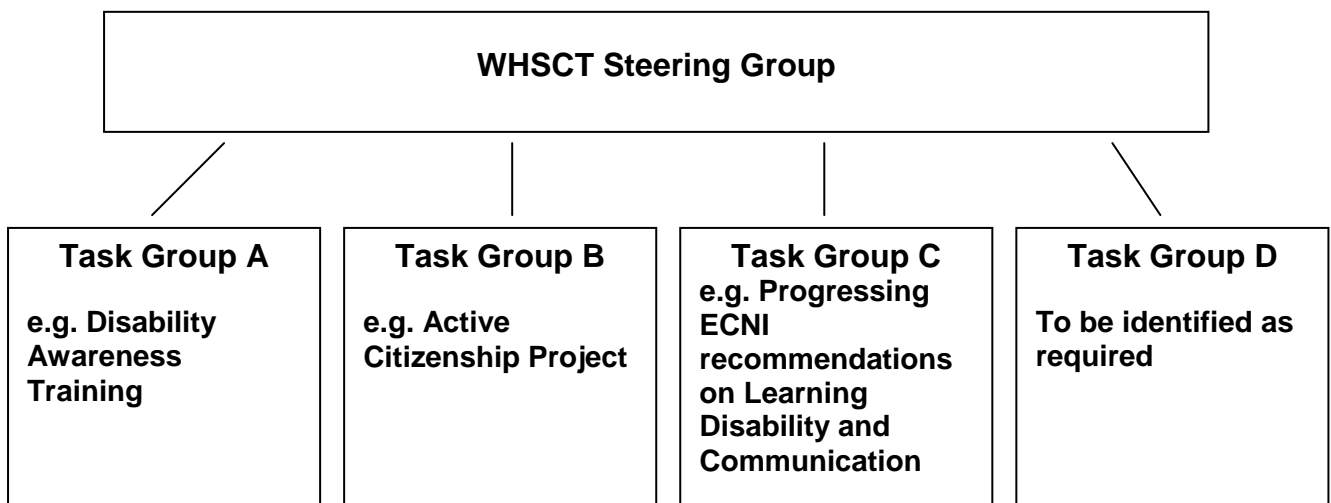 WHSCT Steering Group
Task Group A
e.g. Disability
Awareness
Training
Task Group B
e.g. Active
Citizenship Project
Task Group C
e.g. Progressing
ECNI
recommendations
on Learning
Disability and
Communication
Task Group D
To be identified as
required